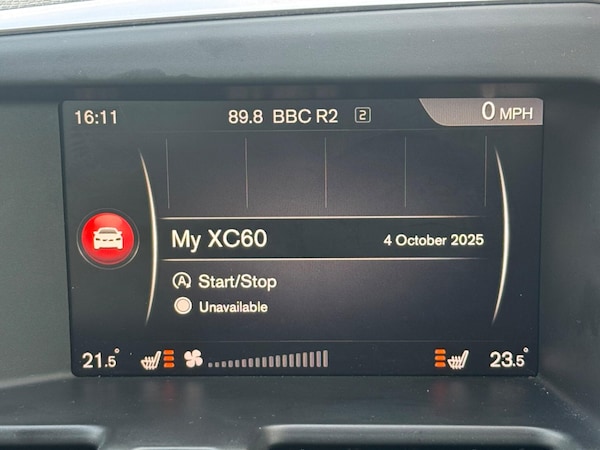 16:11 89.8 BBC R2 2 0 MPH
My XC60 4 October 2025
A Start/Stop
Unavailable
21.5° 23.5°